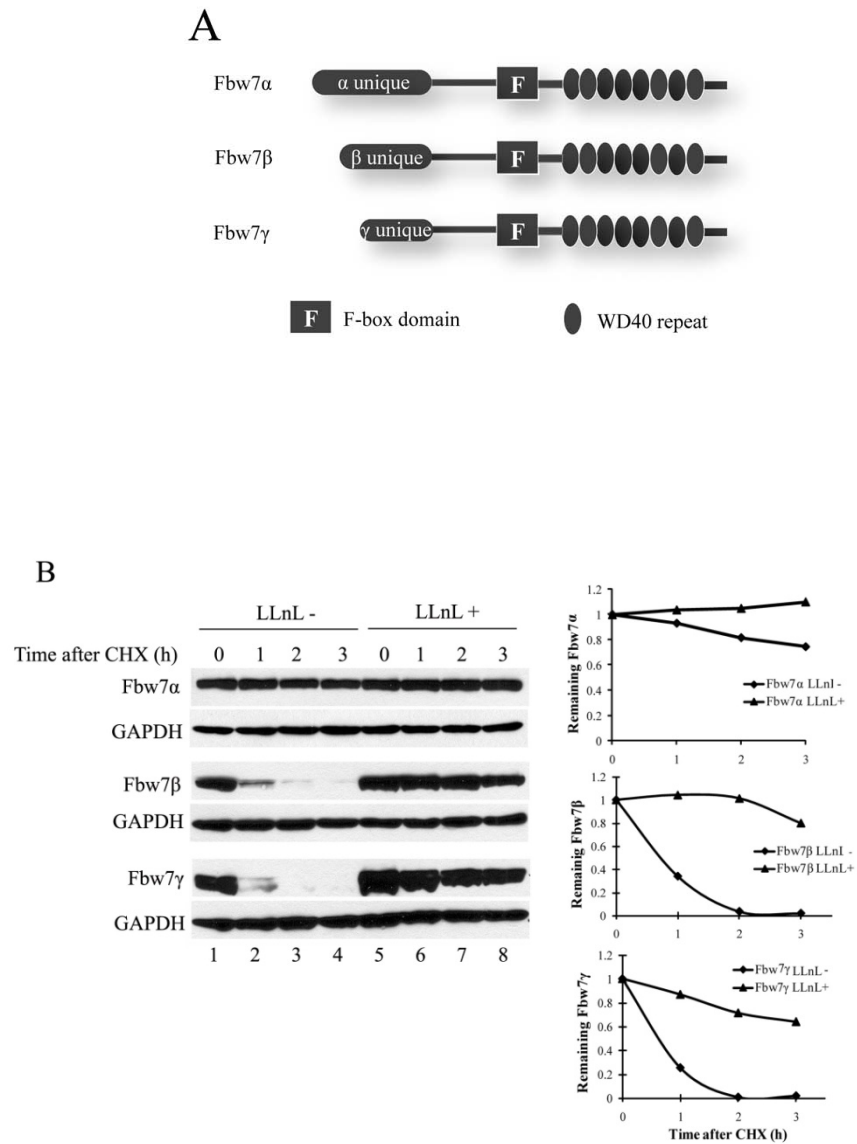 A
Fbw7α
α unique
F
Fbw7β
β unique
F
Fbw7γ
γ unique
F
F
F-box domain
WD40 repeat
B
LLnL -
LLnL +
Time after CHX (h)
0 1 2 3 0 1 2 3
Fbw7α
GAPDH
Fbw7β
GAPDH
Fbw7γ
GAPDH
1 2 3 4 5 6 7 8
Remaining Fbw7α
1.2
1
0.8
0.6
0.4
0.2
0
0 1 2 3
Fbw7α LLnI -
Fbw7α LLnL+
Remaining Fbw7β
1.2
1
0.8
0.6
0.4
0.2
0
0 1 2 3
Fbw7β LLnI -
Fbw7β LLnL+
Remaining Fbw7γ
1.2
1
0.8
0.6
0.4
0.2
0
0 1 2 3
Fbw7γ LLnL -
Fbw7γ LLnL+
Time after CHX (h)